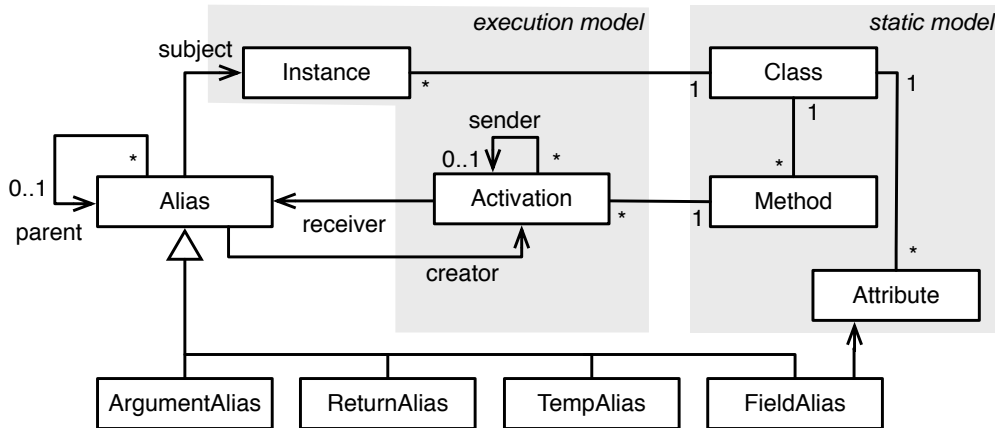 execution model
static model
subject
Instance
*
1
Class
1
sender
0..1
*
*
*
0..1
Alias
Activation
*
1
Method
parent
receiver
creator
*
Attribute
ArgumentAlias
ReturnAlias
TempAlias
FieldAlias